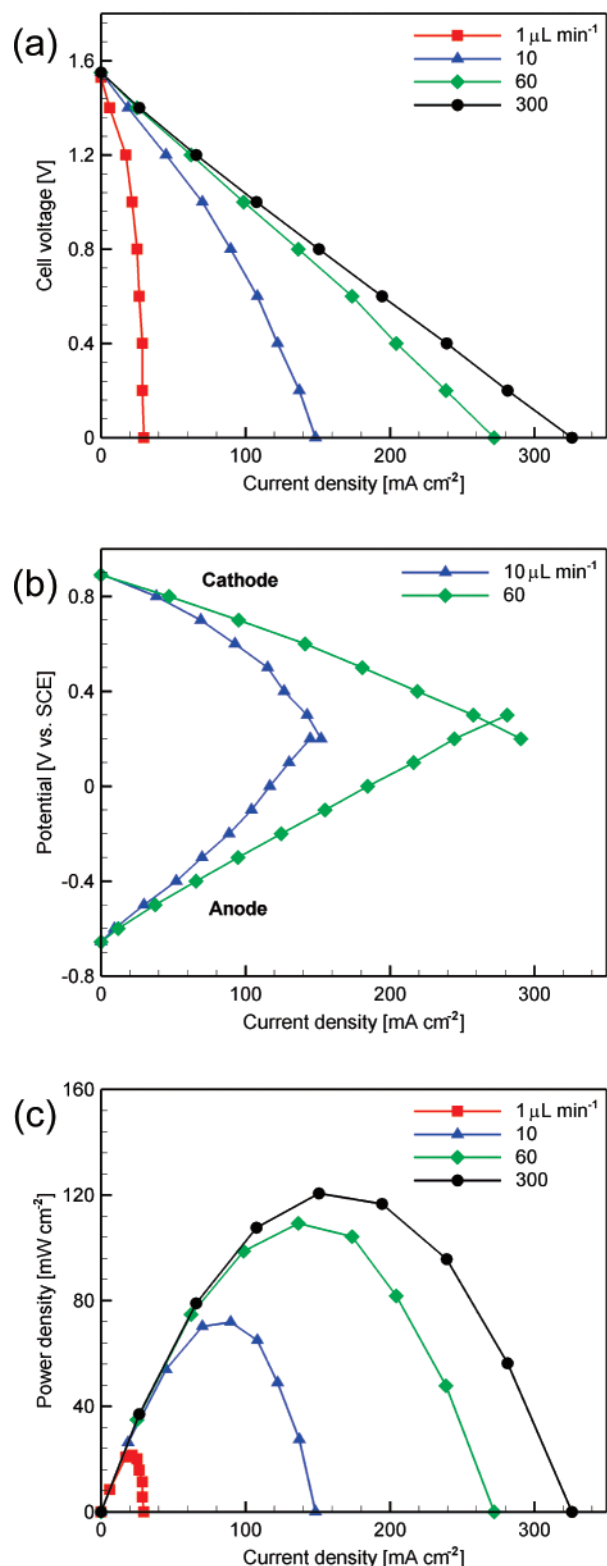 (a)
1 μL min-1
10
60
300
1.6
1.2
0.8
0.4
0
Cell voltage [V]
0 100 200 300
Current density [mA cm-2]
(b)
Cathode
10 μL min-1
60
0.8
0.4
0
-0.4
-0.8
Potential [V vs. SCE]
Anode
0 100 200 300
Current density [mA cm-2]
(c)
160
120
80
40
0
Power density [mW cm-2]
1 μL min-1
10
60
300
0 100 200 300
Current density [mA cm-2]